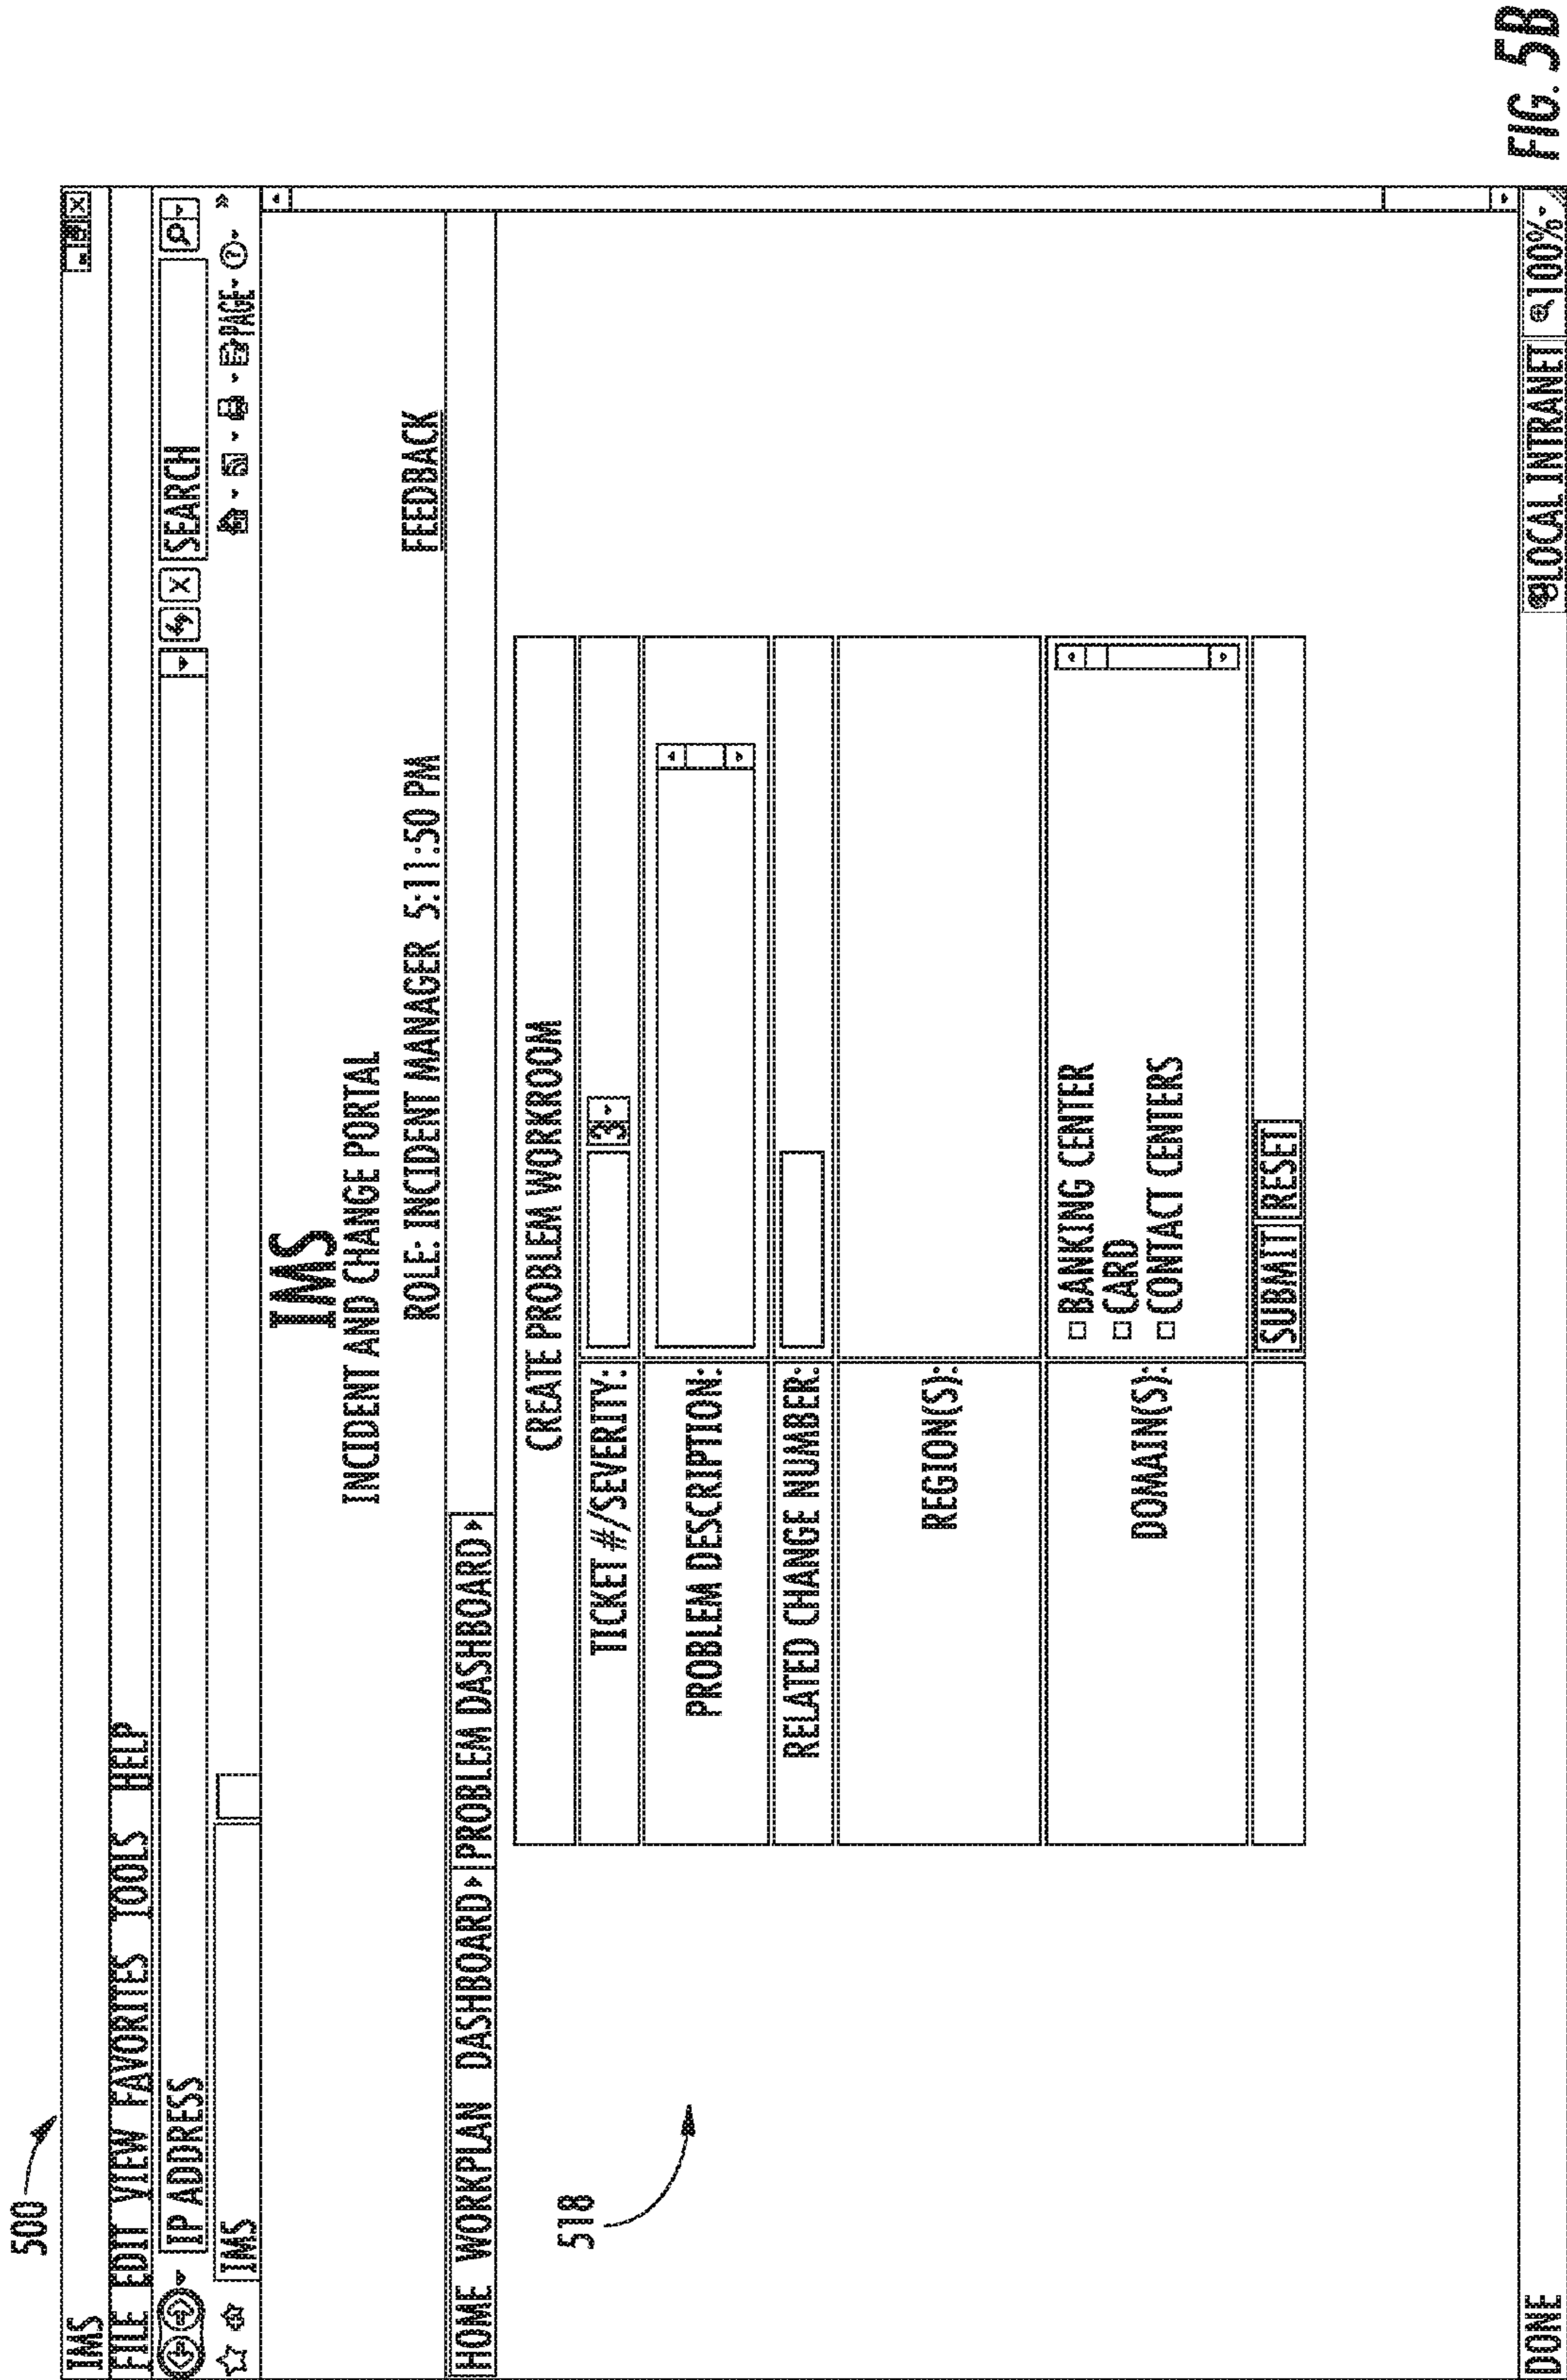 500
IMS
FILE EDIT VIEW FAVORITES TOOLS HELP
IP ADDRESS SEARCH
IMS PAGE
IMS
INCIDENT AND CHANGE PORTAL
ROLE: INCIDENT MANAGER 5:11:50 PM FEEDBACK
HOME WORKPLAN DASHBOARD PROBLEM DASHBOARD
518
CREATE PROBLEM WORKROOM
TICKET #/SEVERITY: 3
PROBLEM DESCRIPTION:
RELATED CHANGE NUMBER:
REGION(S):
DOMAIN(S):
BANKING CENTER
CARD
CONTACT CENTERS
SUBMIT RESET
DONE LOCAL INTRANET 100%
FIG. 5B